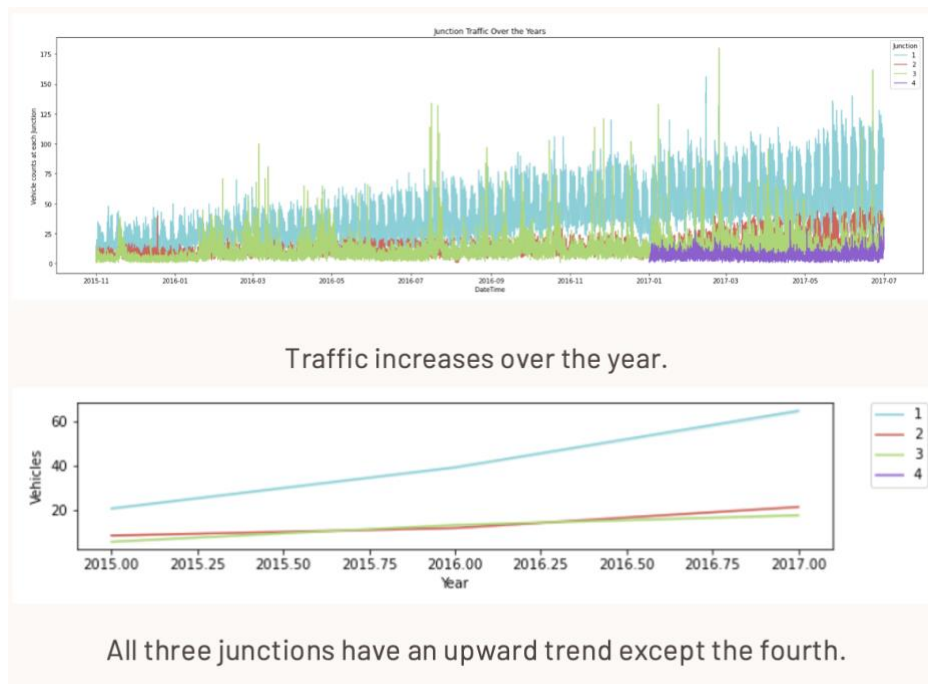 Junction Traffic Over the Years
Junction
1
2
3
4
175
150
125
100
75
50
25
0
Vehicle counts at each Junction
2015-11 2016-01 2016-03 2016-05 2016-07 2016-09 2016-11 2017-01 2017-03 2017-05 2017-07
DateTime
Traffic increases over the year.
60
40
20
Vehicles
1
2
3
4
2015.00 2015.25 2015.50 2015.75 2016.00 2016.25 2016.50 2016.75 2017.00
Year
All three junctions have an upward trend except the fourth.